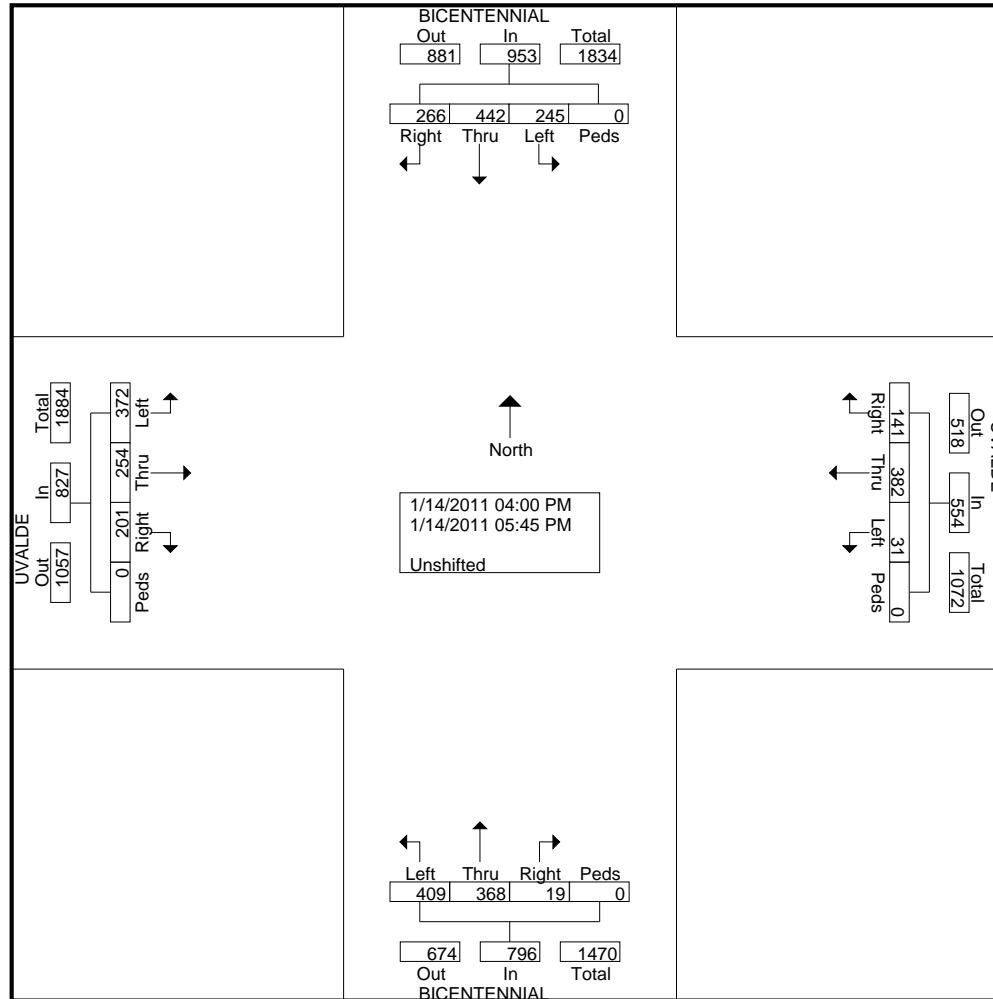 BICENTENNIAL
Out In Total
881 953 1834
266 442 245 0
Right Thru Left Peds
UVALDE
Total In Out
1884 827 1057
372 254 201 0
Left Thru Right Peds
North
1/14/2011 04:00 PM
1/14/2011 05:45 PM
Unshifted
Right Thru Left Peds
141 382 31 0
Out In Total
518 554 1072
Left Thru Right Peds
409 368 19 0
674 796 1470
Out In Total
BICENTENNIAL